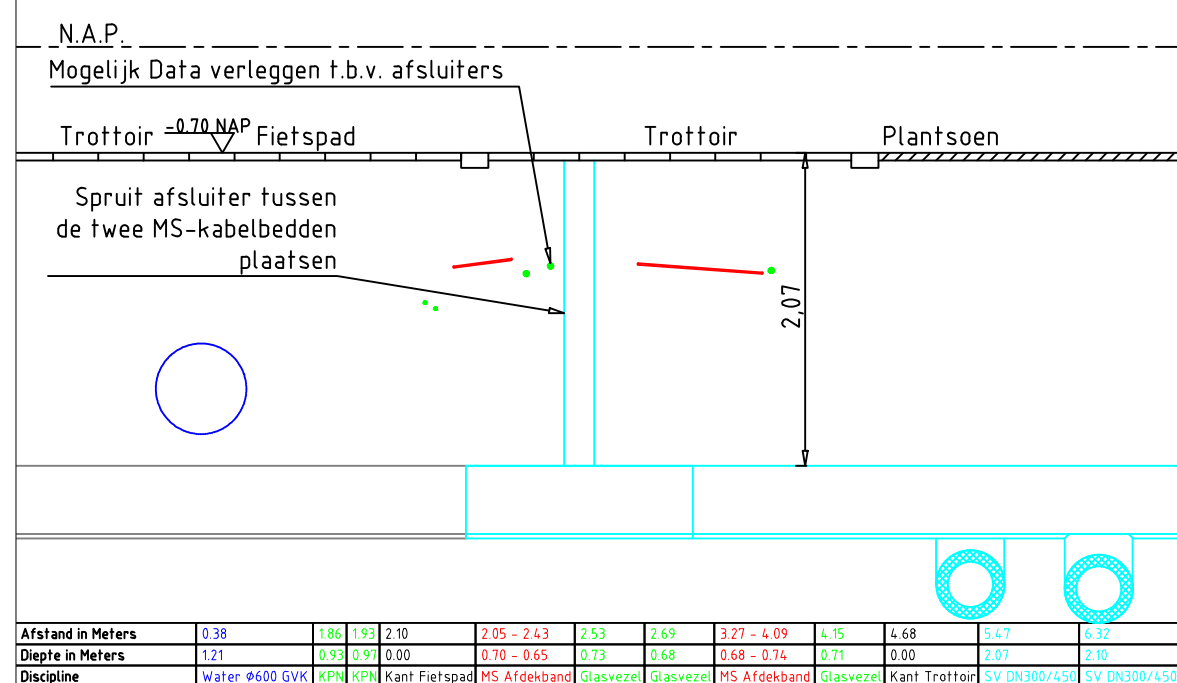 N.A.P.
Mogelijk Data verleggen t.b.v. afsluiters
Trottoir -0.70 NAP Fietspad Trottoir Plantsoen
Spruit afsluiter tussen
de twee MS-kabelbedden
plaatsen
2,07
Afstand in Meters 0.38 1.86 1.93 2.10 2.05 - 2.43 2.53 2.69 3.27 - 4.09 4.15 4.68 5.47 6.32
Diepte in Meters 1.21 0.93 0.97 0.00 0.70 - 0.65 0.73 0.68 0.68 - 0.74 0.71 0.00 2.07 2.10
Discipline Water Ø600 GVK KPN KPN Kant Fietspad MS Afdekband Glasvezel Glasvezel MS Afdekband Glasvezel Kant Trottoir SV DN300/450 SV DN300/450